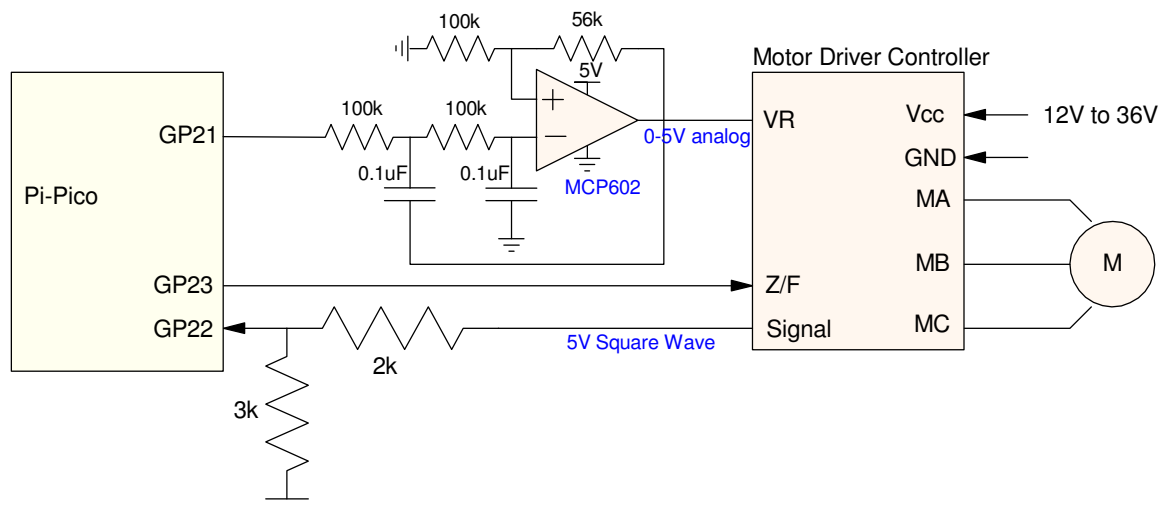 100k
56k
5V
Motor Driver Controller
GP21
100k
100k
+
−
VR
Vcc
12V to 36V
0-5V analog
GND
0.1uF
0.1uF
MCP602
Pi-Pico
MA
MB
M
GP23
Z/F
GP22
Signal
MC
5V Square Wave
2k
3k